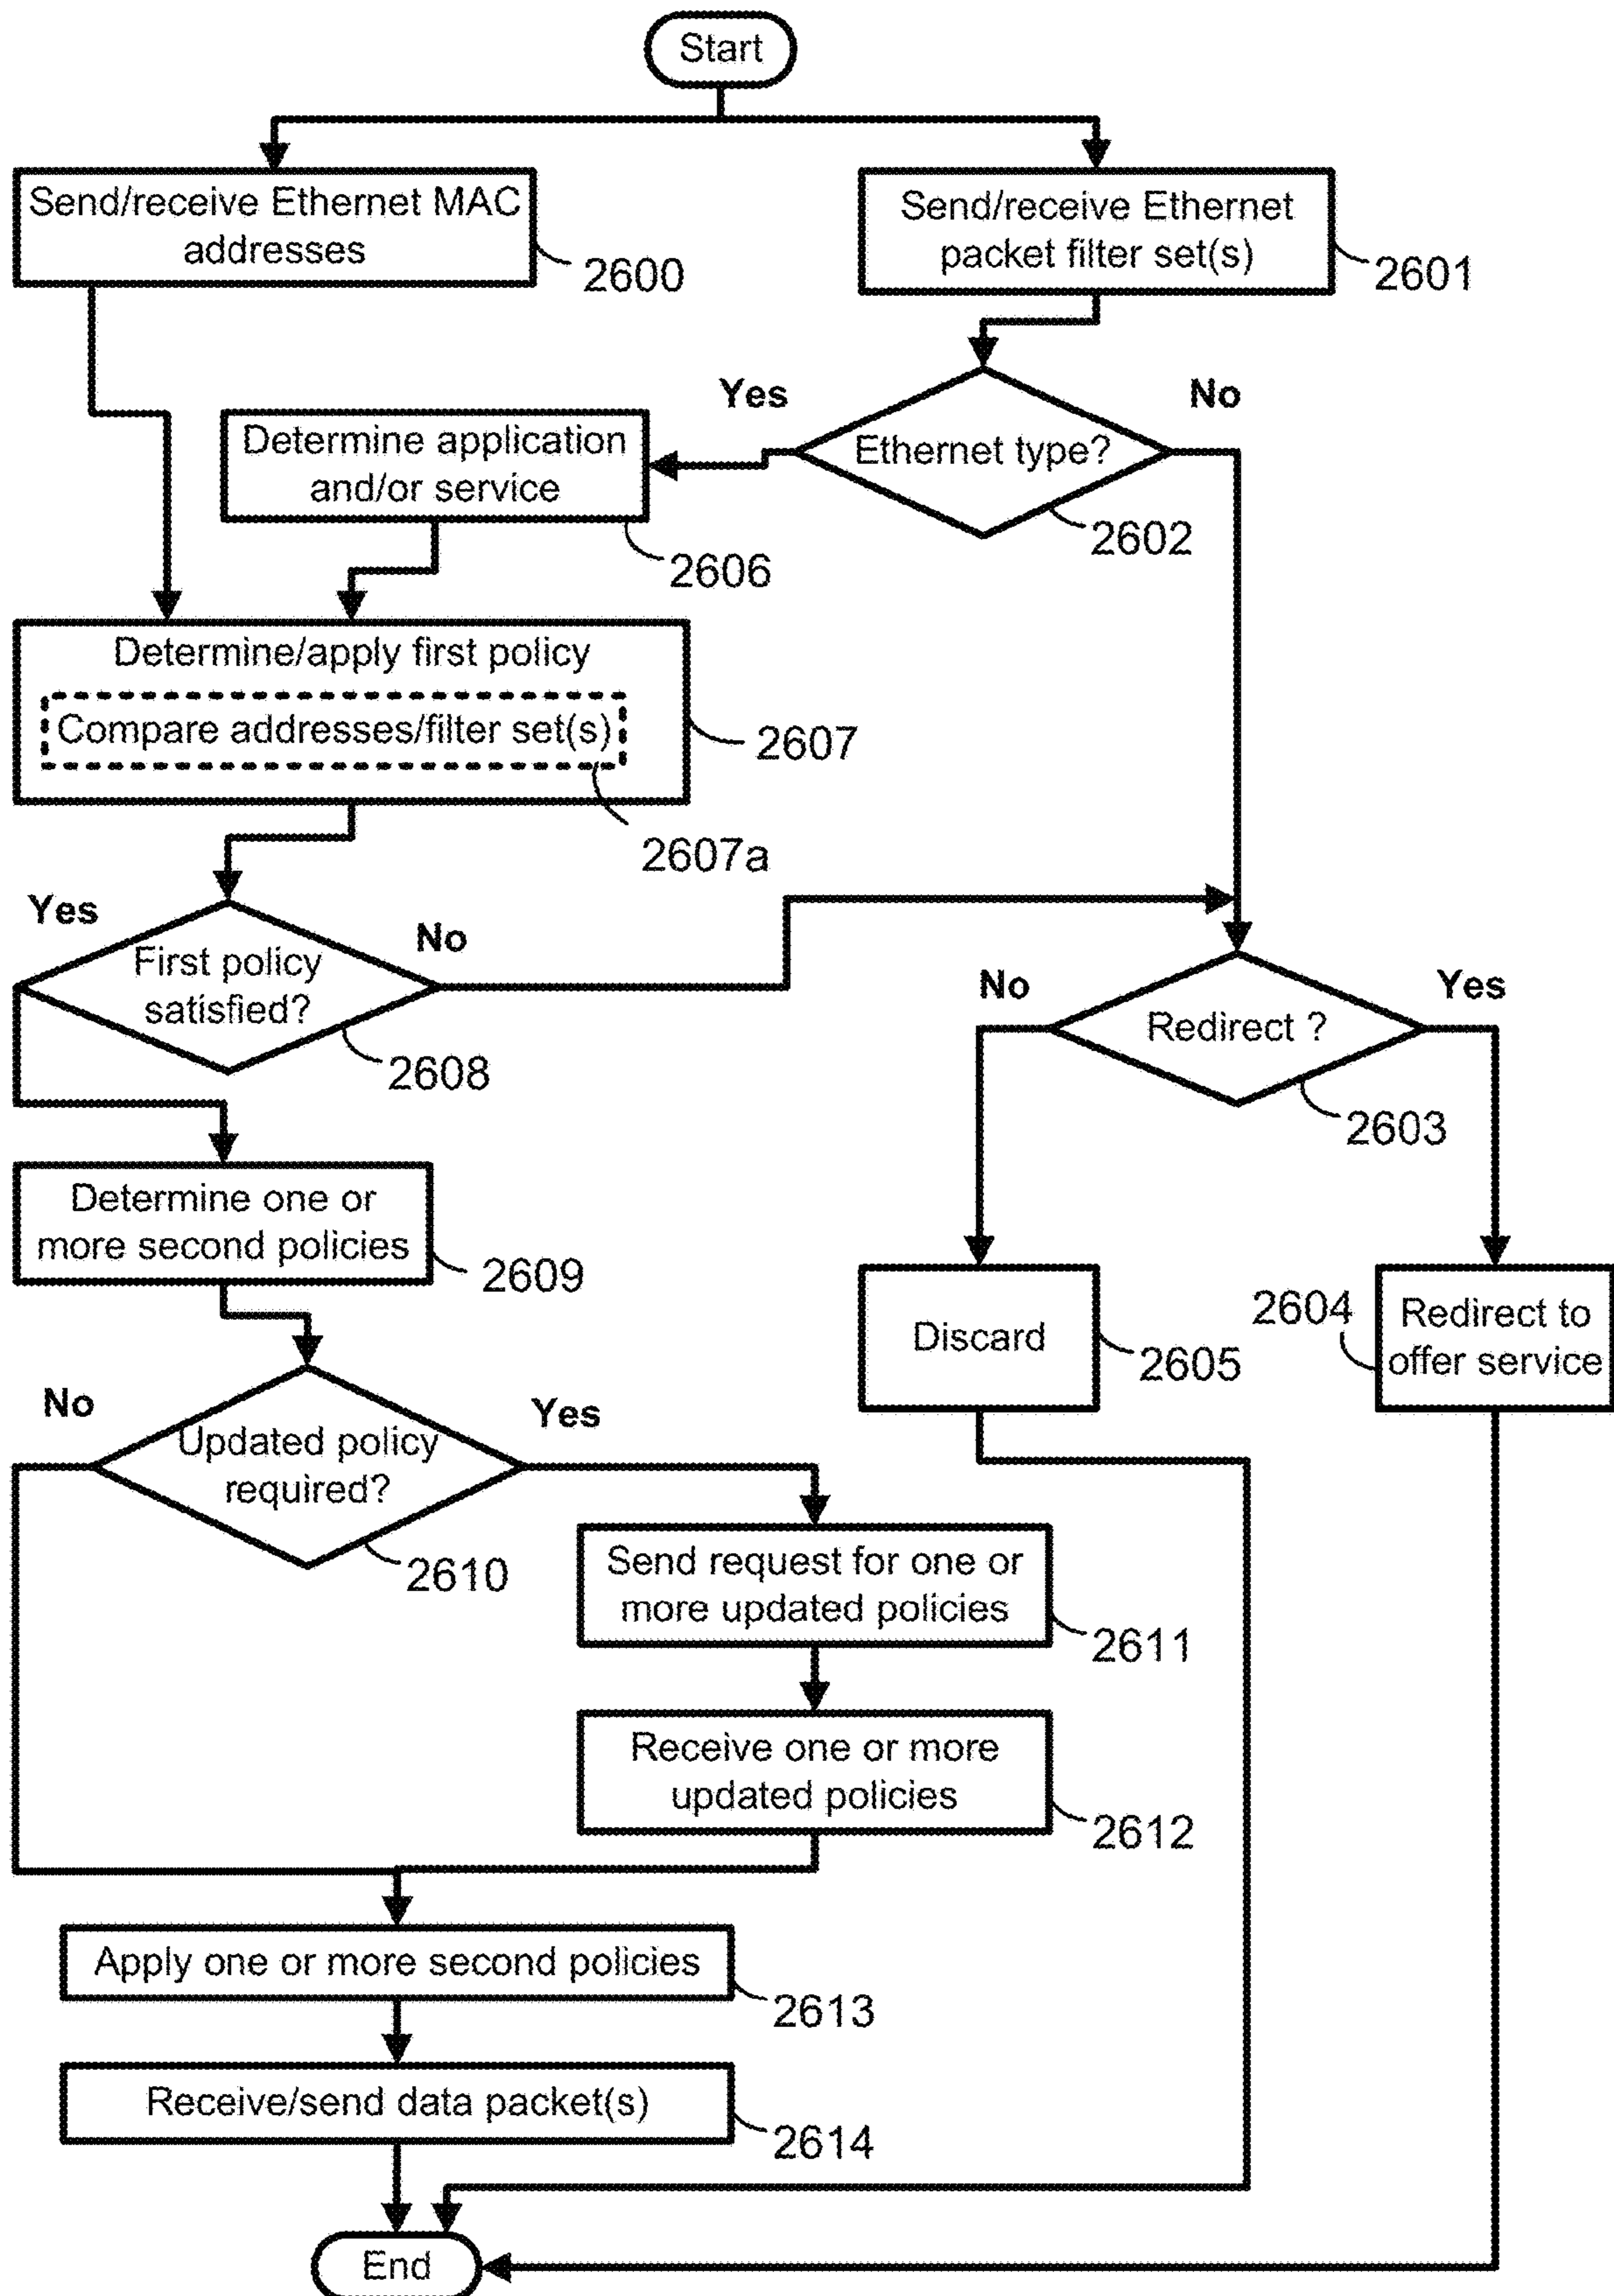 Start
Send/receive Ethernet MAC
addresses
2600
Send/receive Ethernet
packet filter set(s)
2601
Yes
No
Ethernet type?
2602
Determine application
and/or service
2606
Determine/apply first policy
Compare addresses/filter set(s)
2607
2607a
Yes
No
First policy
satisfied?
2608
No
Yes
Redirect ?
2603
Determine one or
more second policies
2609
Discard
2605
2604
Redirect to
offer service
No
Yes
Updated policy
required?
2610
Send request for one or
more updated policies
2611
Receive one or more
updated policies
2612
Apply one or more second policies
2613
Receive/send data packet(s)
2614
End